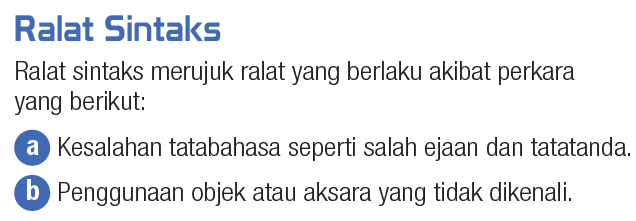 Ralat Sintaks
Ralat sintaks merujuk ralat yang berlaku akibat perkara
yang berikut:
a Kesalahan tatabahasa seperti salah ejaan dan tatatanda.
b Penggunaan objek atau aksara yang tidak dikenali.